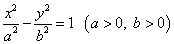 x²/a² − y²/b² = 1 (a > 0, b > 0)